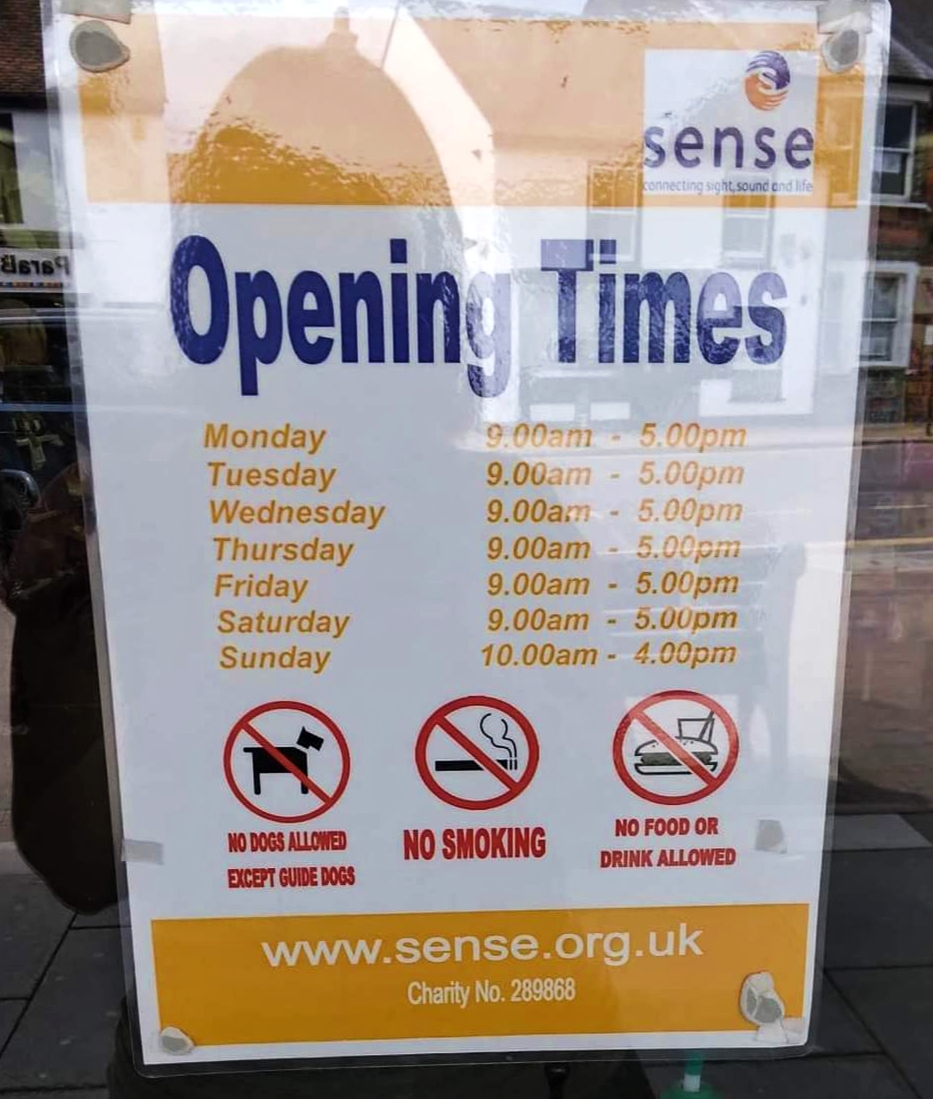 sense
connecting sight, sound and life
Opening Times
Monday 9.00am - 5.00pm
Tuesday 9.00am - 5.00pm
Wednesday 9.00am - 5.00pm
Thursday 9.00am - 5.00pm
Friday 9.00am - 5.00pm
Saturday 9.00am - 5.00pm
Sunday 10.00am - 4.00pm
NO DOGS ALLOWED
EXCEPT GUIDE DOGS
NO SMOKING
NO FOOD OR
DRINK ALLOWED
www.sense.org.uk
Charity No. 289868